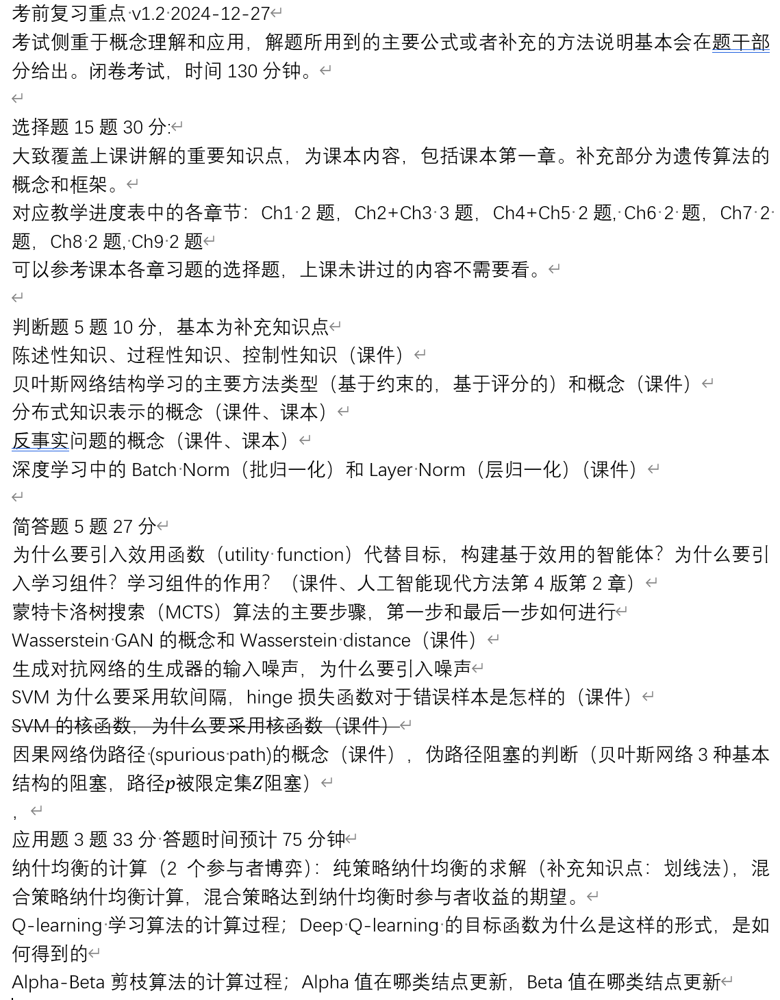 考前复习重点 v1.2 2024-12-27
考试侧重于概念理解和应用，解题所用到的主要公式或者补充的方法说明基本会在题干部
分给出。闭卷考试，时间 130 分钟。
选择题 15 题 30 分:
大致覆盖上课讲解的重要知识点，为课本内容，包括课本第一章。补充部分为遗传算法的
概念和框架。
对应教学进度表中的各章节：Ch1 2 题，Ch2+Ch3 3 题，Ch4+Ch5 2 题, Ch6 2 题，Ch7 2
题，Ch8 2 题, Ch9 2 题
可以参考课本各章习题的选择题，上课未讲过的内容不需要看。
判断题 5 题 10 分，基本为补充知识点
陈述性知识、过程性知识、控制性知识（课件）
贝叶斯网络结构学习的主要方法类型（基于约束的，基于评分的）和概念（课件）
分布式知识表示的概念（课件、课本）
反事实问题的概念（课件、课本）
深度学习中的 Batch Norm（批归一化）和 Layer Norm（层归一化）（课件）
简答题 5 题 27 分
为什么要引入效用函数（utility function）代替目标，构建基于效用的智能体？为什么要引
入学习组件？学习组件的作用？（课件、人工智能现代方法第 4 版第 2 章）
蒙特卡洛树搜索（MCTS）算法的主要步骤，第一步和最后一步如何进行
Wasserstein GAN 的概念和 Wasserstein distance（课件）
生成对抗网络的生成器的输入噪声，为什么要引入噪声
SVM 为什么要采用软间隔，hinge 损失函数对于错误样本是怎样的（课件）
SVM 的核函数，为什么要采用核函数（课件）
因果网络伪路径 (spurious path)的概念（课件），伪路径阻塞的判断（贝叶斯网络 3 种基本
结构的阻塞，路径p被限定集Z阻塞）
，
应用题 3 题 33 分 答题时间预计 75 分钟
纳什均衡的计算（2 个参与者博弈）：纯策略纳什均衡的求解（补充知识点：划线法），混
合策略纳什均衡计算，混合策略达到纳什均衡时参与者收益的期望。
Q-learning 学习算法的计算过程；Deep Q-learning 的目标函数为什么是这样的形式，是如
何得到的
Alpha-Beta 剪枝算法的计算过程；Alpha 值在哪类结点更新，Beta 值在哪类结点更新